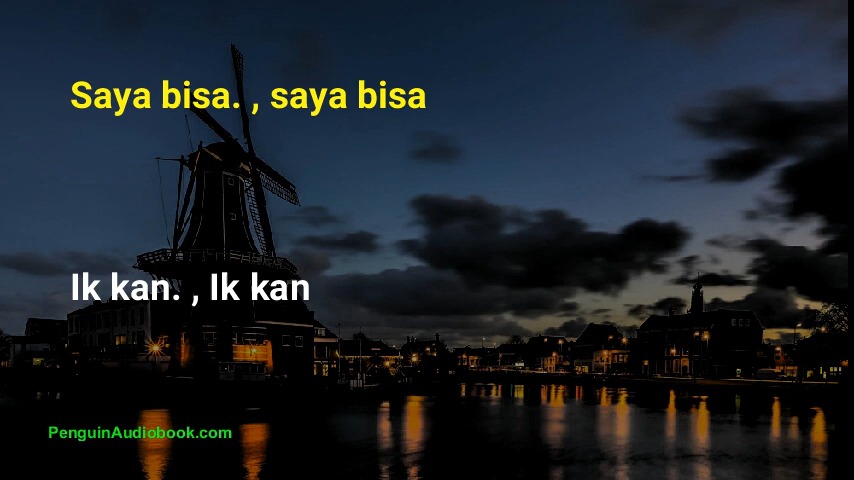 Saya bisa. , saya bisa
Ik kan. , Ik kan
PenguinAudiobook.com